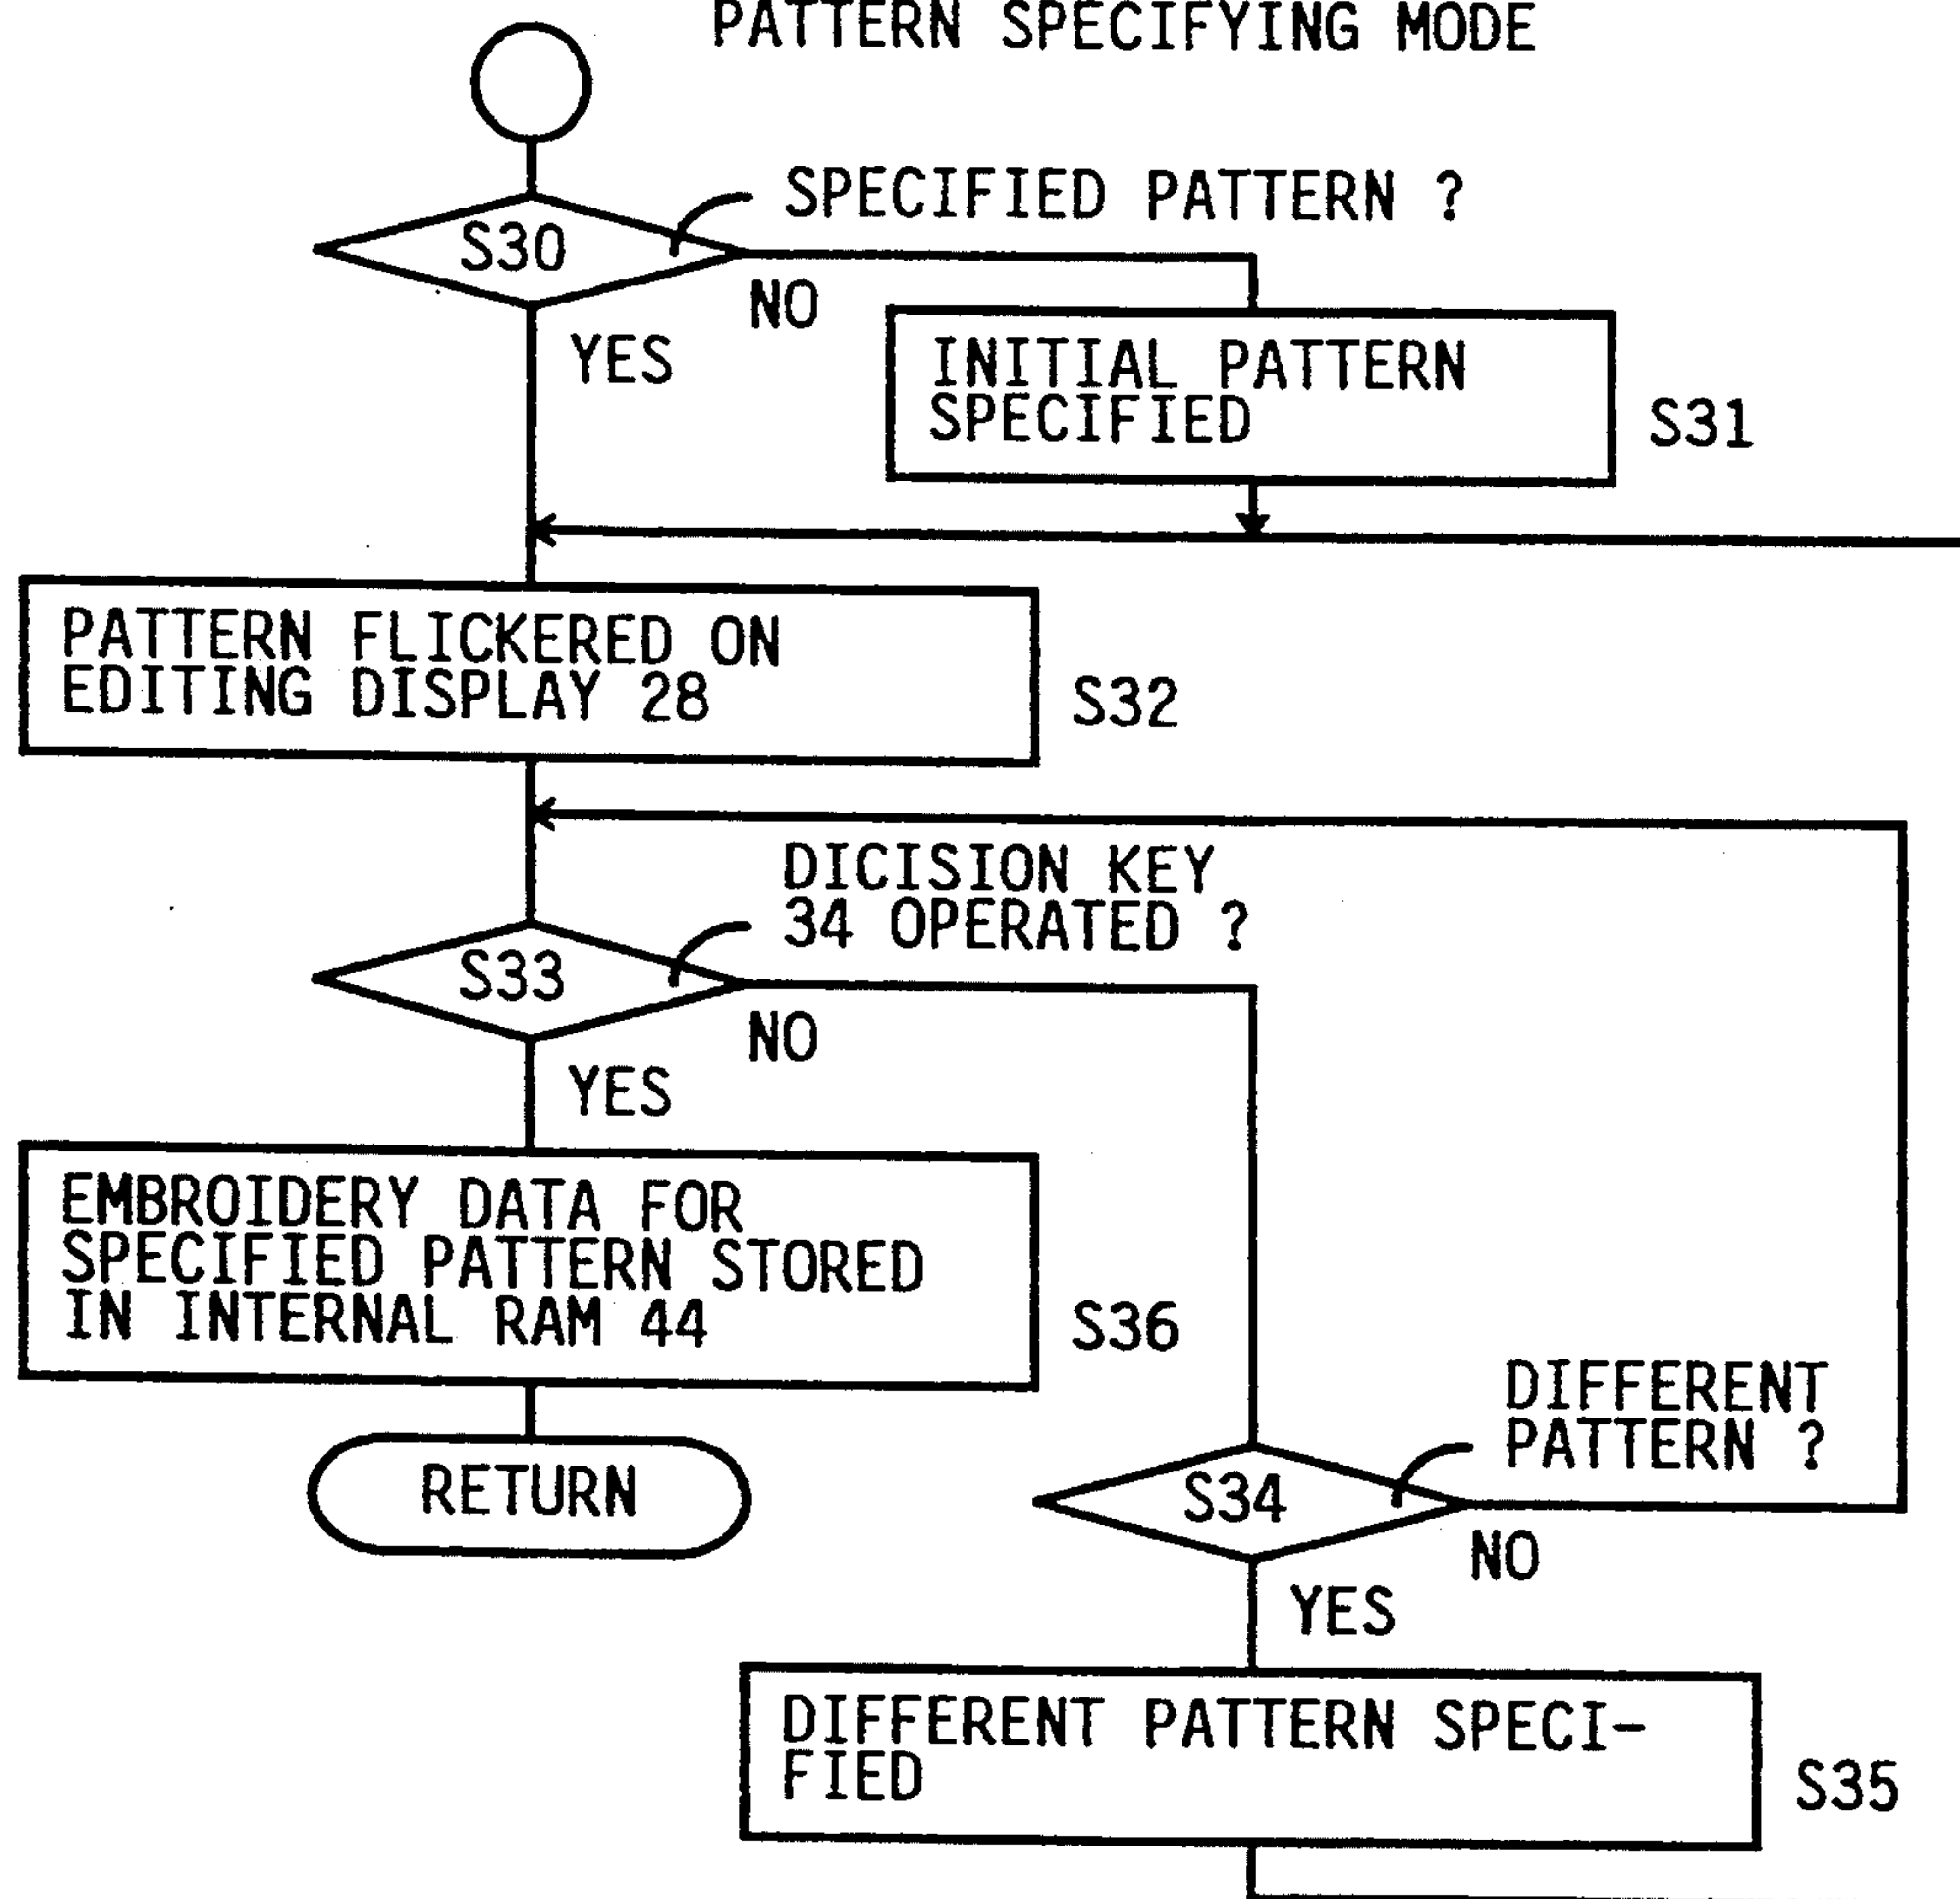 PATTERN SPECIFYING MODE
SPECIFIED PATTERN ?
S30
NO
YES
INITIAL PATTERN
SPECIFIED
S31
PATTERN FLICKERED ON
EDITING DISPLAY 28
S32
DICISION KEY
34 OPERATED ?
S33
NO
YES
EMBROIDERY DATA FOR
SPECIFIED PATTERN STORED
IN INTERNAL RAM 44
S36
RETURN
DIFFERENT
PATTERN ?
S34
NO
YES
DIFFERENT PATTERN SPECI-
FIED
S35